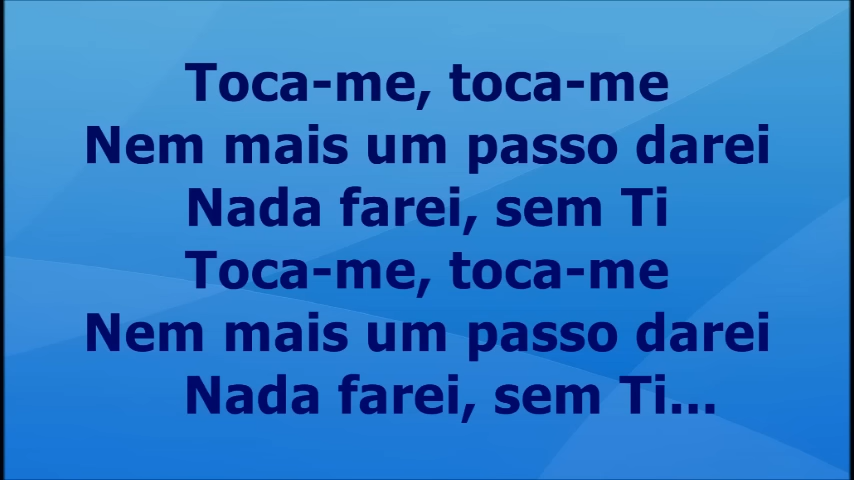 Toca-me, toca-me
Nem mais um passo darei
Nada farei, sem Ti
Toca-me, toca-me
Nem mais um passo darei
Nada farei, sem Ti...